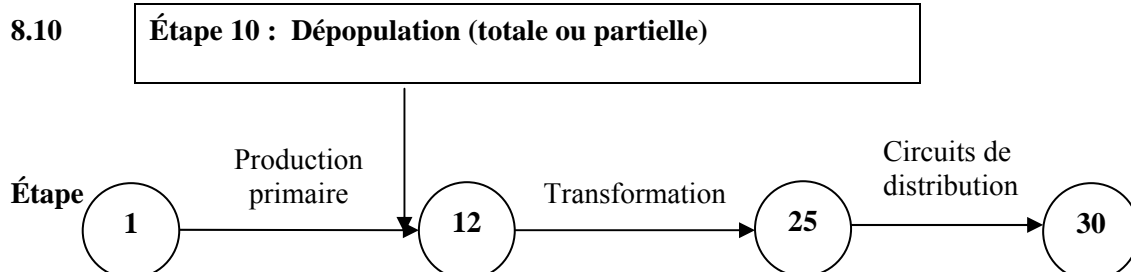 8.10 Étape 10 : Dépopulation (totale ou partielle)
Production
primaire
Transformation
Circuits de
distribution
Étape
1
12
25
30